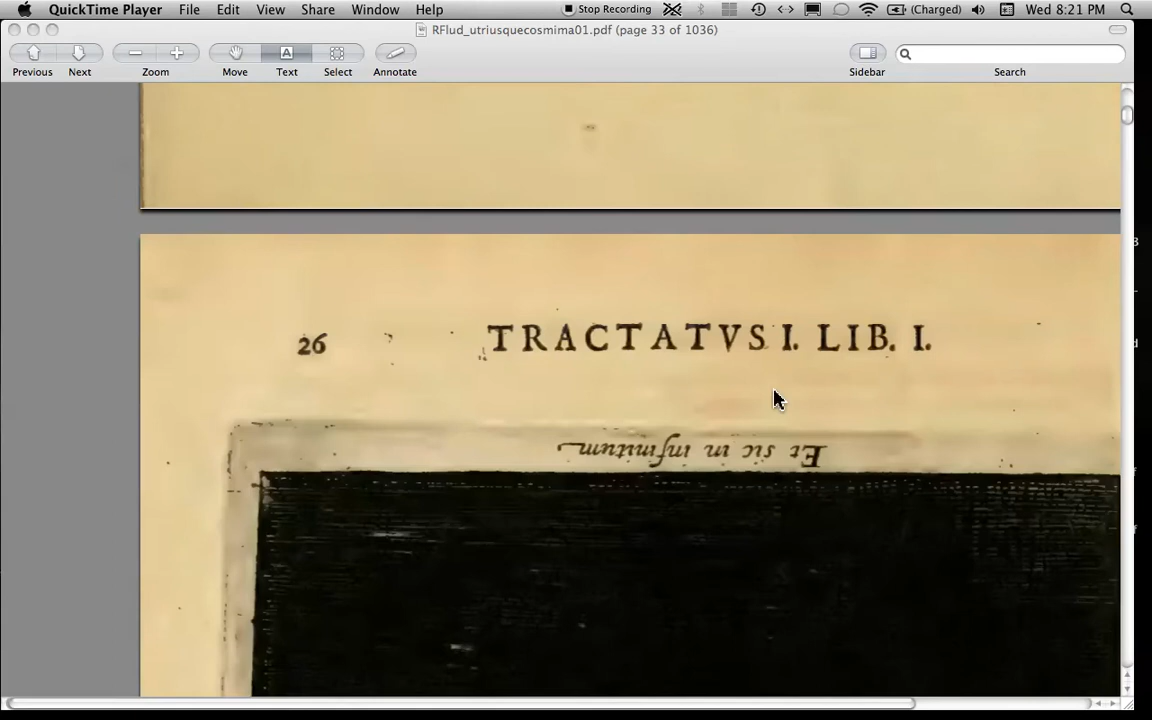 QuickTime Player File Edit View Share Window Help Stop Recording (Charged) Wed 8:21 PM
RFlud_utriusquecosmima01.pdf (page 33 of 1036)
Previous Next Zoom Move Text Select Annotate Sidebar Search
26 TRACTATVS I. LIB. I.
Et sic in infinitum